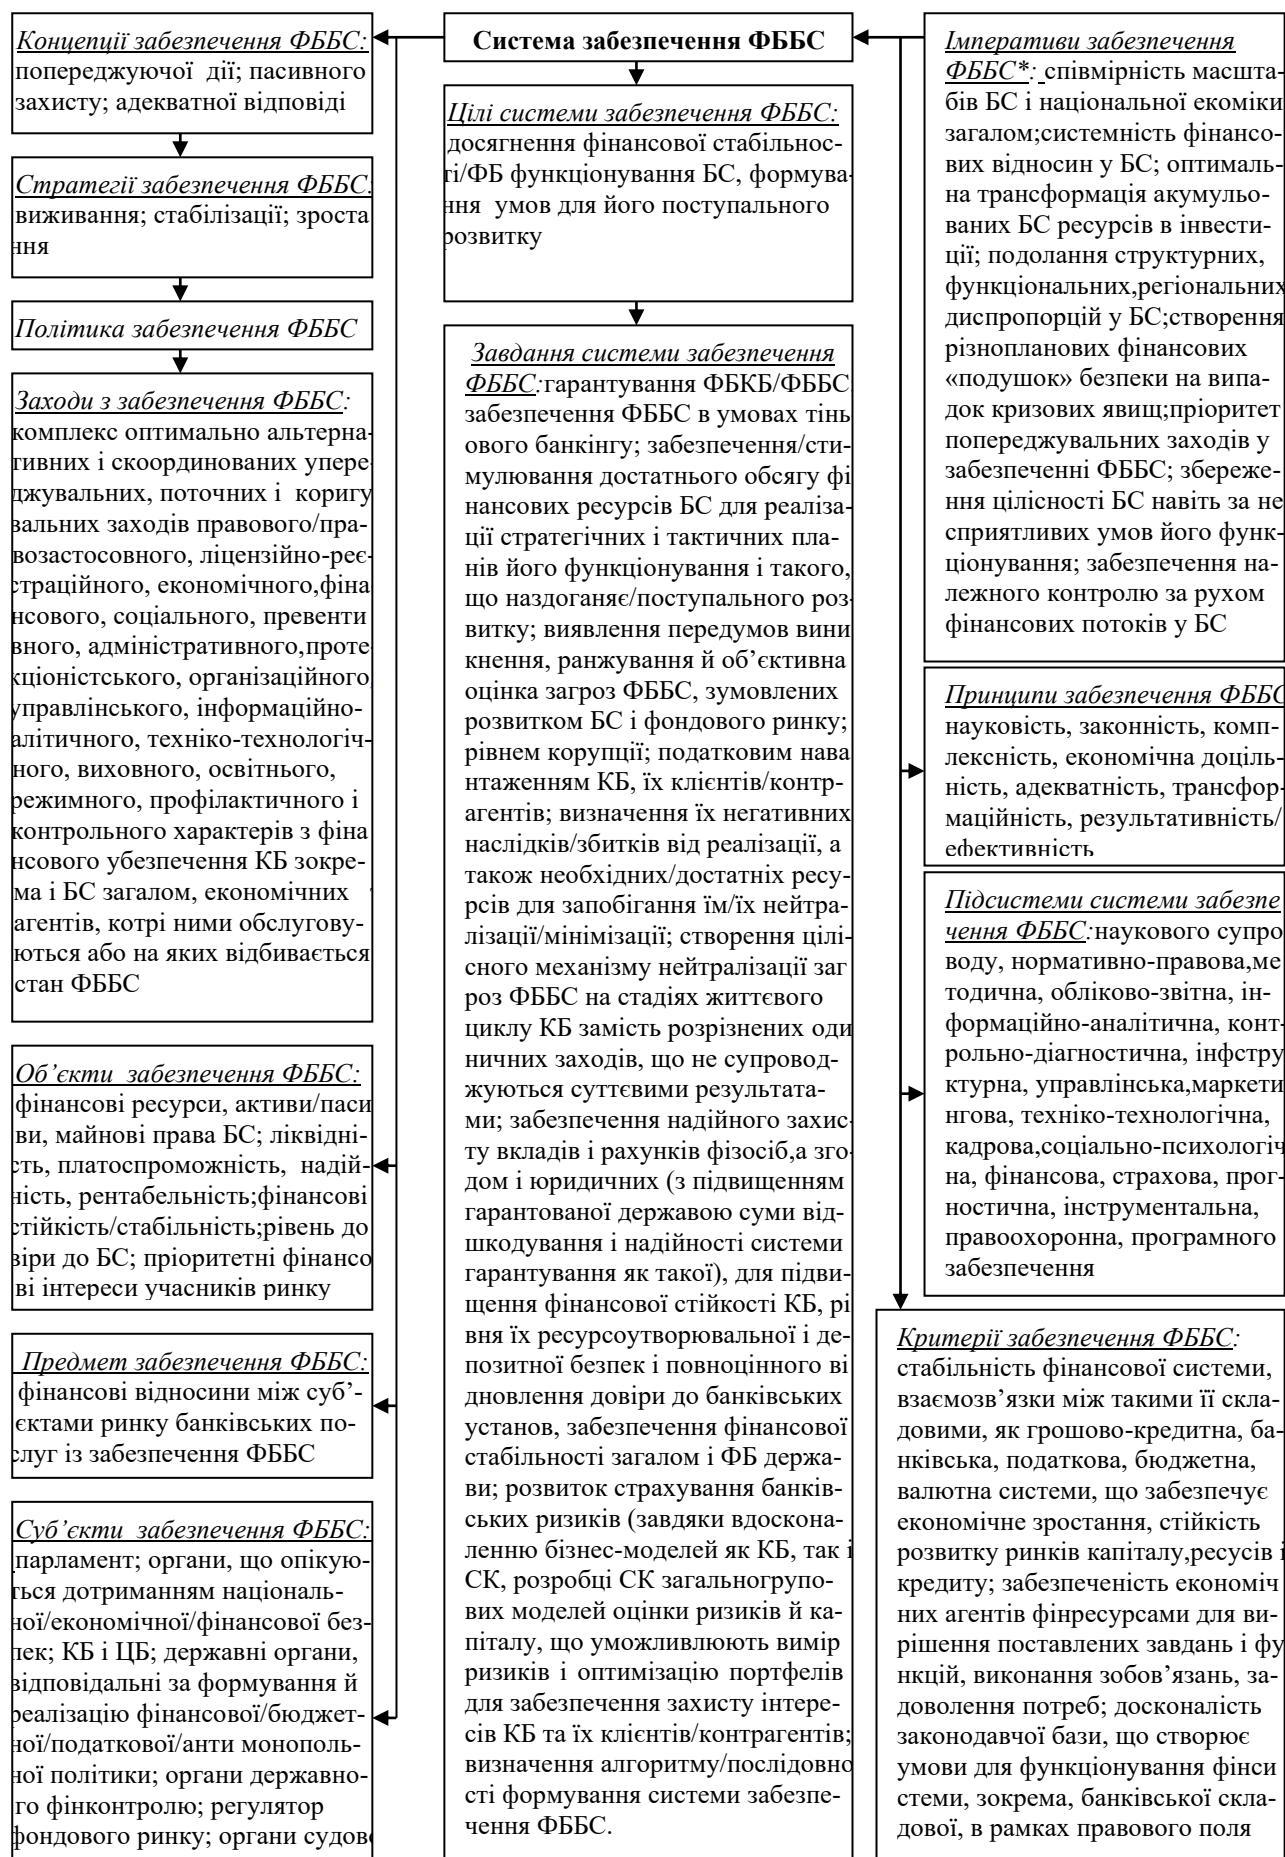 Концепції забезпечення ФББС:
попереджуючої дії; пасивного
захисту; адекватної відповіді
Стратегії забезпечення ФББС:
виживання; стабілізації; зроста
ння
Політика забезпечення ФББС
Заходи з забезпечення ФББС:
комплекс оптимально альтерна-
тивних і скоординованих упере
джувальних, поточних і коригу
вальних заходів правового/пра-
возастосовного, ліцензійно-реє-
страційного, економічного,фіна
нсового, соціального, превенти
вного, адміністративного,проте-
кціоністського, організаційного,
управлінського, інформаційно-
алітичного, техніко-технологіч-
ного, виховного, освітнього,
режимного, профілактичного і
контрольного характерів з фіна
нсового убезпечення КБ зокре-
ма і БС загалом, економічних
агентів, котрі ними обслугову-
ються або на яких відбивається
стан ФББС
Об’єкти забезпечення ФББС:
фінансові ресурси, активи/паси
ви, майнові права БС; ліквідні-
сть, платоспроможність, надій-
ність, рентабельність;фінансові
стійкість/стабільність;рівень до
віри до БС; пріоритетні фінансо
ві інтереси учасників ринку
Предмет забезпечення ФББС:
фінансові відносини між суб’-
єктами ринку банківських по-
слуг із забезпечення ФББС
Суб’єкти забезпечення ФББС:
парламент; органи, що опікую-
ться дотриманням національ-
ної/економічної/фінансової без-
пек; КБ і ЦБ; державні органи,
відповідальні за формування й
реалізацію фінансової/бюджет-
ної/податкової/анти монополь-
ної політики; органи державно-
го фінконтролю; регулятор
фондового ринку; органи судово
Система забезпечення ФББС
Цілі системи забезпечення ФББС:
досягнення фінансової стабільнос-
ті/ФБ функціонування БС, формува-
ння умов для його поступального
розвитку
Завдання системи забезпечення
ФББС:гарантування ФБКБ/ФББС
забезпечення ФББС в умовах тінь
ового банкінгу; забезпечення/сти-
мулювання достатнього обсягу фі
нансових ресурсів БС для реаліза-
ції стратегічних і тактичних пла-
нів його функціонування і такого,
що наздоганяє/поступального роз-
витку; виявлення передумов вини
кнення, ранжування й об’єктивна
оцінка загроз ФББС, зумовлених
розвитком БС і фондового ринку;
рівнем корупції; податковим нава
нтаженням КБ, їх клієнтів/контр-
агентів; визначення їх негативних
наслідків/збитків від реалізації, а
також необхідних/достатніх ресу-
рсів для запобігання їм/їх нейтра-
лізації/мінімізації; створення цілі-
сного механізму нейтралізації заг
роз ФББС на стадіях життєвого
циклу КБ замість розрізнених оди
ничних заходів, що не супровод-
жуються суттєвими результата-
ми; забезпечення надійного захис-
ту вкладів і рахунків фізосіб,а зго-
дом і юридичних (з підвищенням
гарантованої державою суми від-
шкодування і надійності системи
гарантування як такої), для підви-
щення фінансової стійкості КБ, рі
вня їх ресурсоутворювальної і де-
позитної безпек і повноцінного ві
дновлення довіри до банківських
установ, забезпечення фінансової
стабільності загалом і ФБ держа-
ви; розвиток страхування банків-
ських ризиків (завдяки вдоскона-
ленню бізнес-моделей як КБ, так і
СК, розробці СК загальногрупо-
вих моделей оцінки ризиків й ка-
піталу, що уможливлюють вимір
ризиків і оптимізацію портфелів
для забезпечення захисту інтере-
сів КБ та їх клієнтів/контрагентів;
визначення алгоритму/послідовно
сті формування системи забезпе-
чення ФББС.
Імперативи забезпечення
ФББС*: співмірність масшта-
бів БС і національної екоміки
загалом;системність фінансо-
вих відносин у БС; оптималь-
на трансформація акумульо-
ваних БС ресурсів в інвести-
ції; подолання структурних,
функціональних,регіональних
диспропорцій у БС;створення
різнопланових фінансових
«подушок» безпеки на випа-
док кризових явищ;пріоритет
попереджувальних заходів у
забезпеченні ФББС; збереже-
ння цілісності БС навіть за не
сприятливих умов його функ-
ціонування; забезпечення на-
лежного контролю за рухом
фінансових потоків у БС
Принципи забезпечення ФББС
науковість, законність, комп-
лексність, економічна доціль-
ність, адекватність, трансфор-
маційність, результативність/
ефективність
Підсистеми системи забезпе
чення ФББС:наукового супро
воду, нормативно-правова,ме
тодична, обліково-звітна, ін-
формаційно-аналітична, конт-
рольно-діагностична, інфстру
ктурна, управлінська,маркети
нгова, техніко-технологічна,
кадрова,соціально-психологіч
на, фінансова, страхова, прог-
ностична, інструментальна,
правоохоронна, програмного
забезпечення
Критерії забезпечення ФББС:
стабільність фінансової системи,
взаємозв’язки між такими її скла-
довими, як грошово-кредитна, ба-
нківська, податкова, бюджетна,
валютна системи, що забезпечує
економічне зростання, стійкість
розвитку ринків капіталу,ресусів і
кредиту; забезпеченість економіч
них агентів фінресурсами для ви-
рішення поставлених завдань і фу
нкцій, виконання зобов’язань, за-
доволення потреб; досконалість
законодавчої бази, що створює
умови для функціонування фінси
стеми, зокрема, банківської скла-
дової, в рамках правового поля